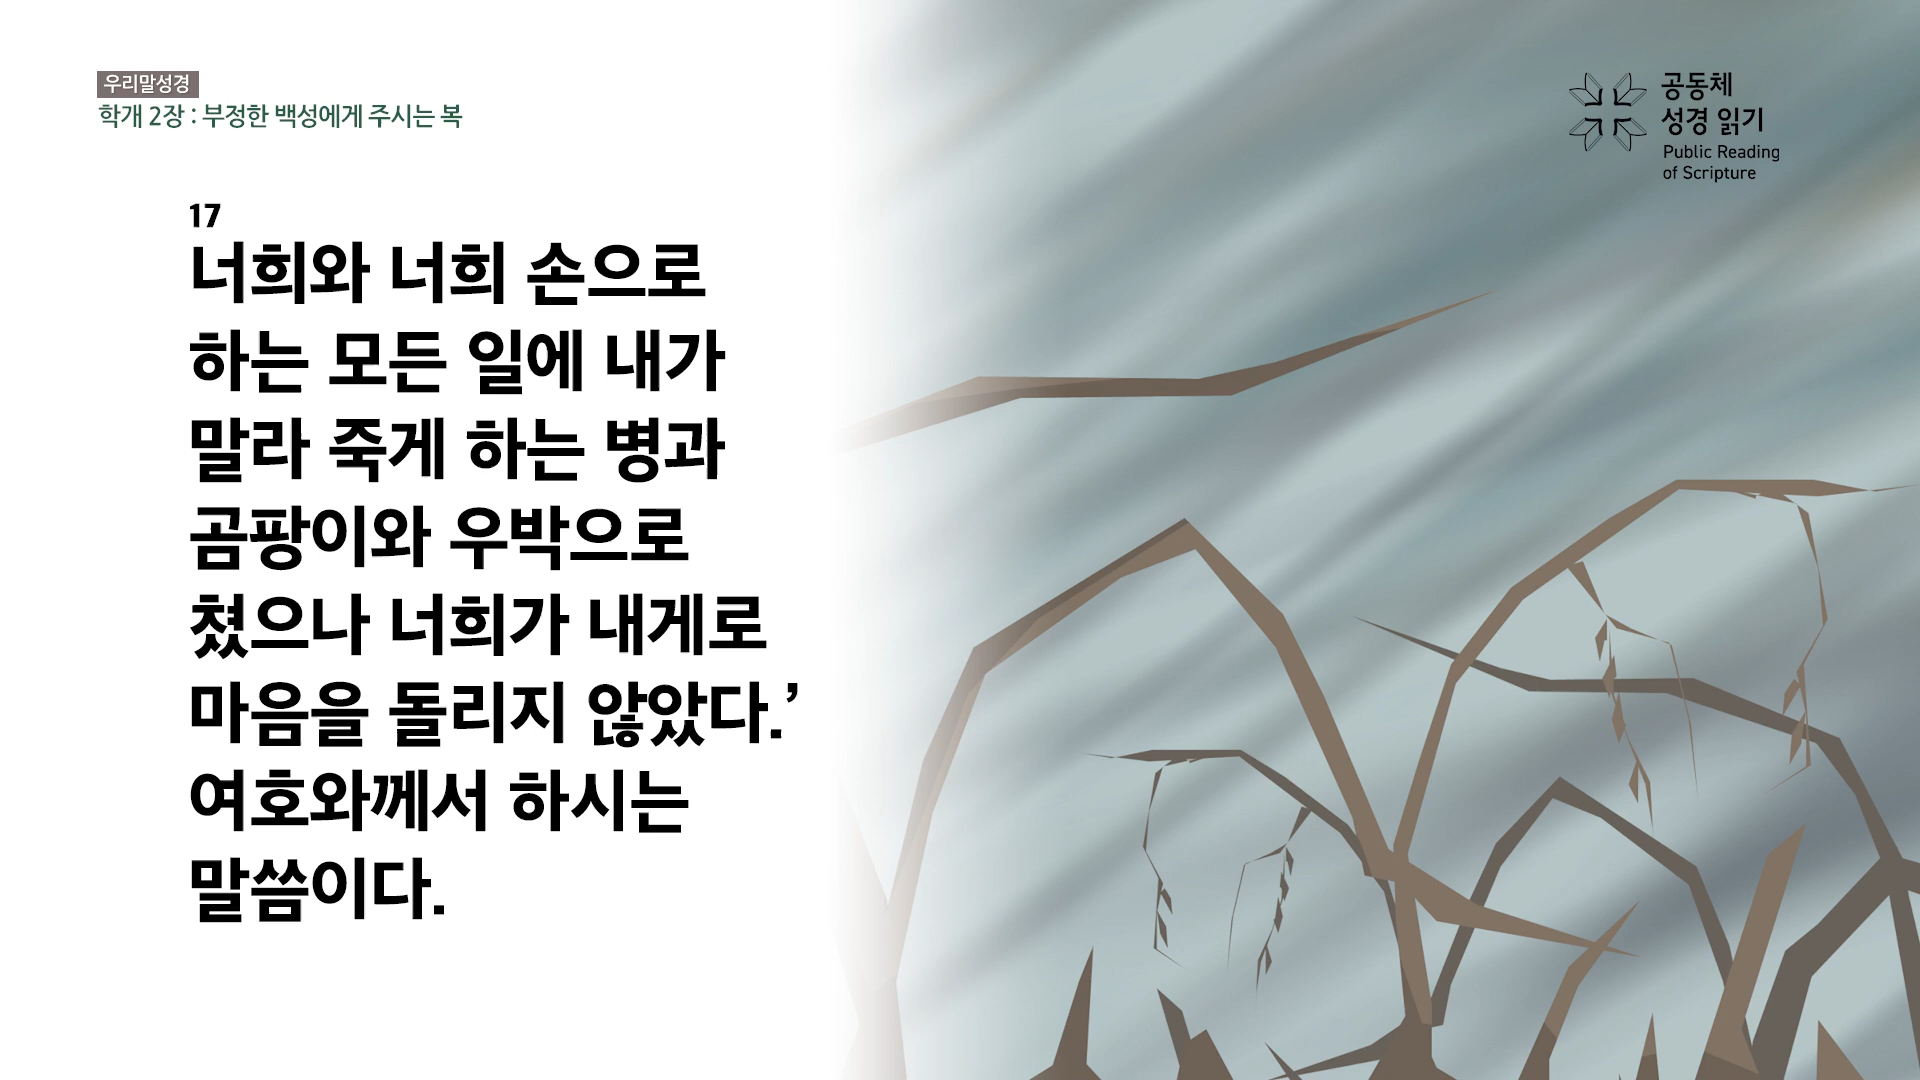 우리말성경
학개 2장 : 부정한 백성에게 주시는 복
공동체
성경 읽기
Public Reading
of Scripture
17
너희와 너희 손으로
하는 모든 일에 내가
말라 죽게 하는 병과
곰팡이와 우박으로
쳤으나 너희가 내게로
마음을 돌리지 않았다.’
여호와께서 하시는
말씀이다.